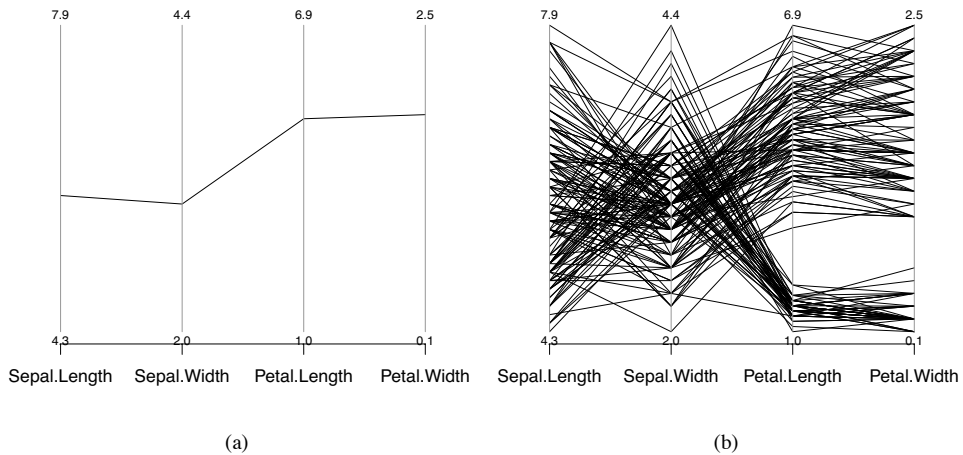 7.9 4.4 6.9 2.5
4.3 2.0 1.0 0.1
Sepal.Length Sepal.Width Petal.Length Petal.Width
(a)
7.9 4.4 6.9 2.5
4.3 2.0 1.0 0.1
Sepal.Length Sepal.Width Petal.Length Petal.Width
(b)